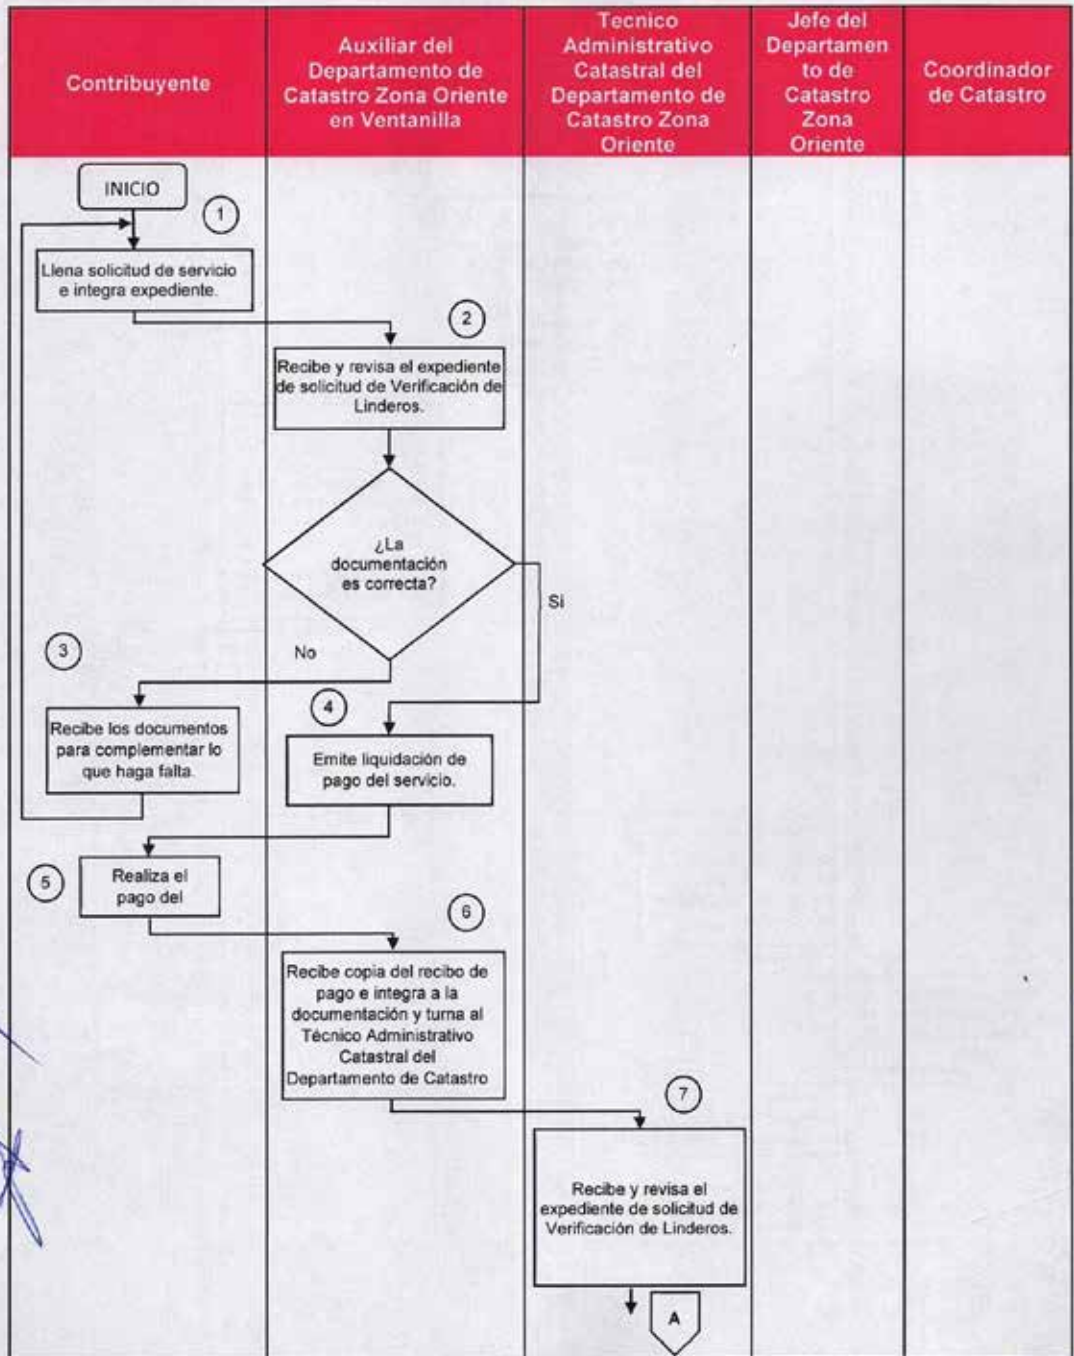 Contribuyente
Auxiliar del
Departamento de
Catastro Zona Oriente
en Ventanilla
Tecnico
Administrativo
Catastral del
Departamento de
Catastro Zona
Oriente
Jefe del
Departamen
to de
Catastro
Zona
Oriente
Coordinador
de Catastro
INICIO
1
Llena solicitud de servicio
e integra expediente.
2
Recibe y revisa el expediente
de solicitud de Verificación de
Linderos.
¿La
documentación
es correcta?
Si
No
3
Recibe los documentos
para complementar lo
que haga falta.
4
Emite liquidación de
pago del servicio.
5
Realiza el
pago del
6
Recibe copia del recibo de
pago e integra a la
documentación y turna al
Técnico Administrativo
Catastral del
Departamento de Catastro
7
Recibe y revisa el
expediente de solicitud de
Verificación de Linderos.
A